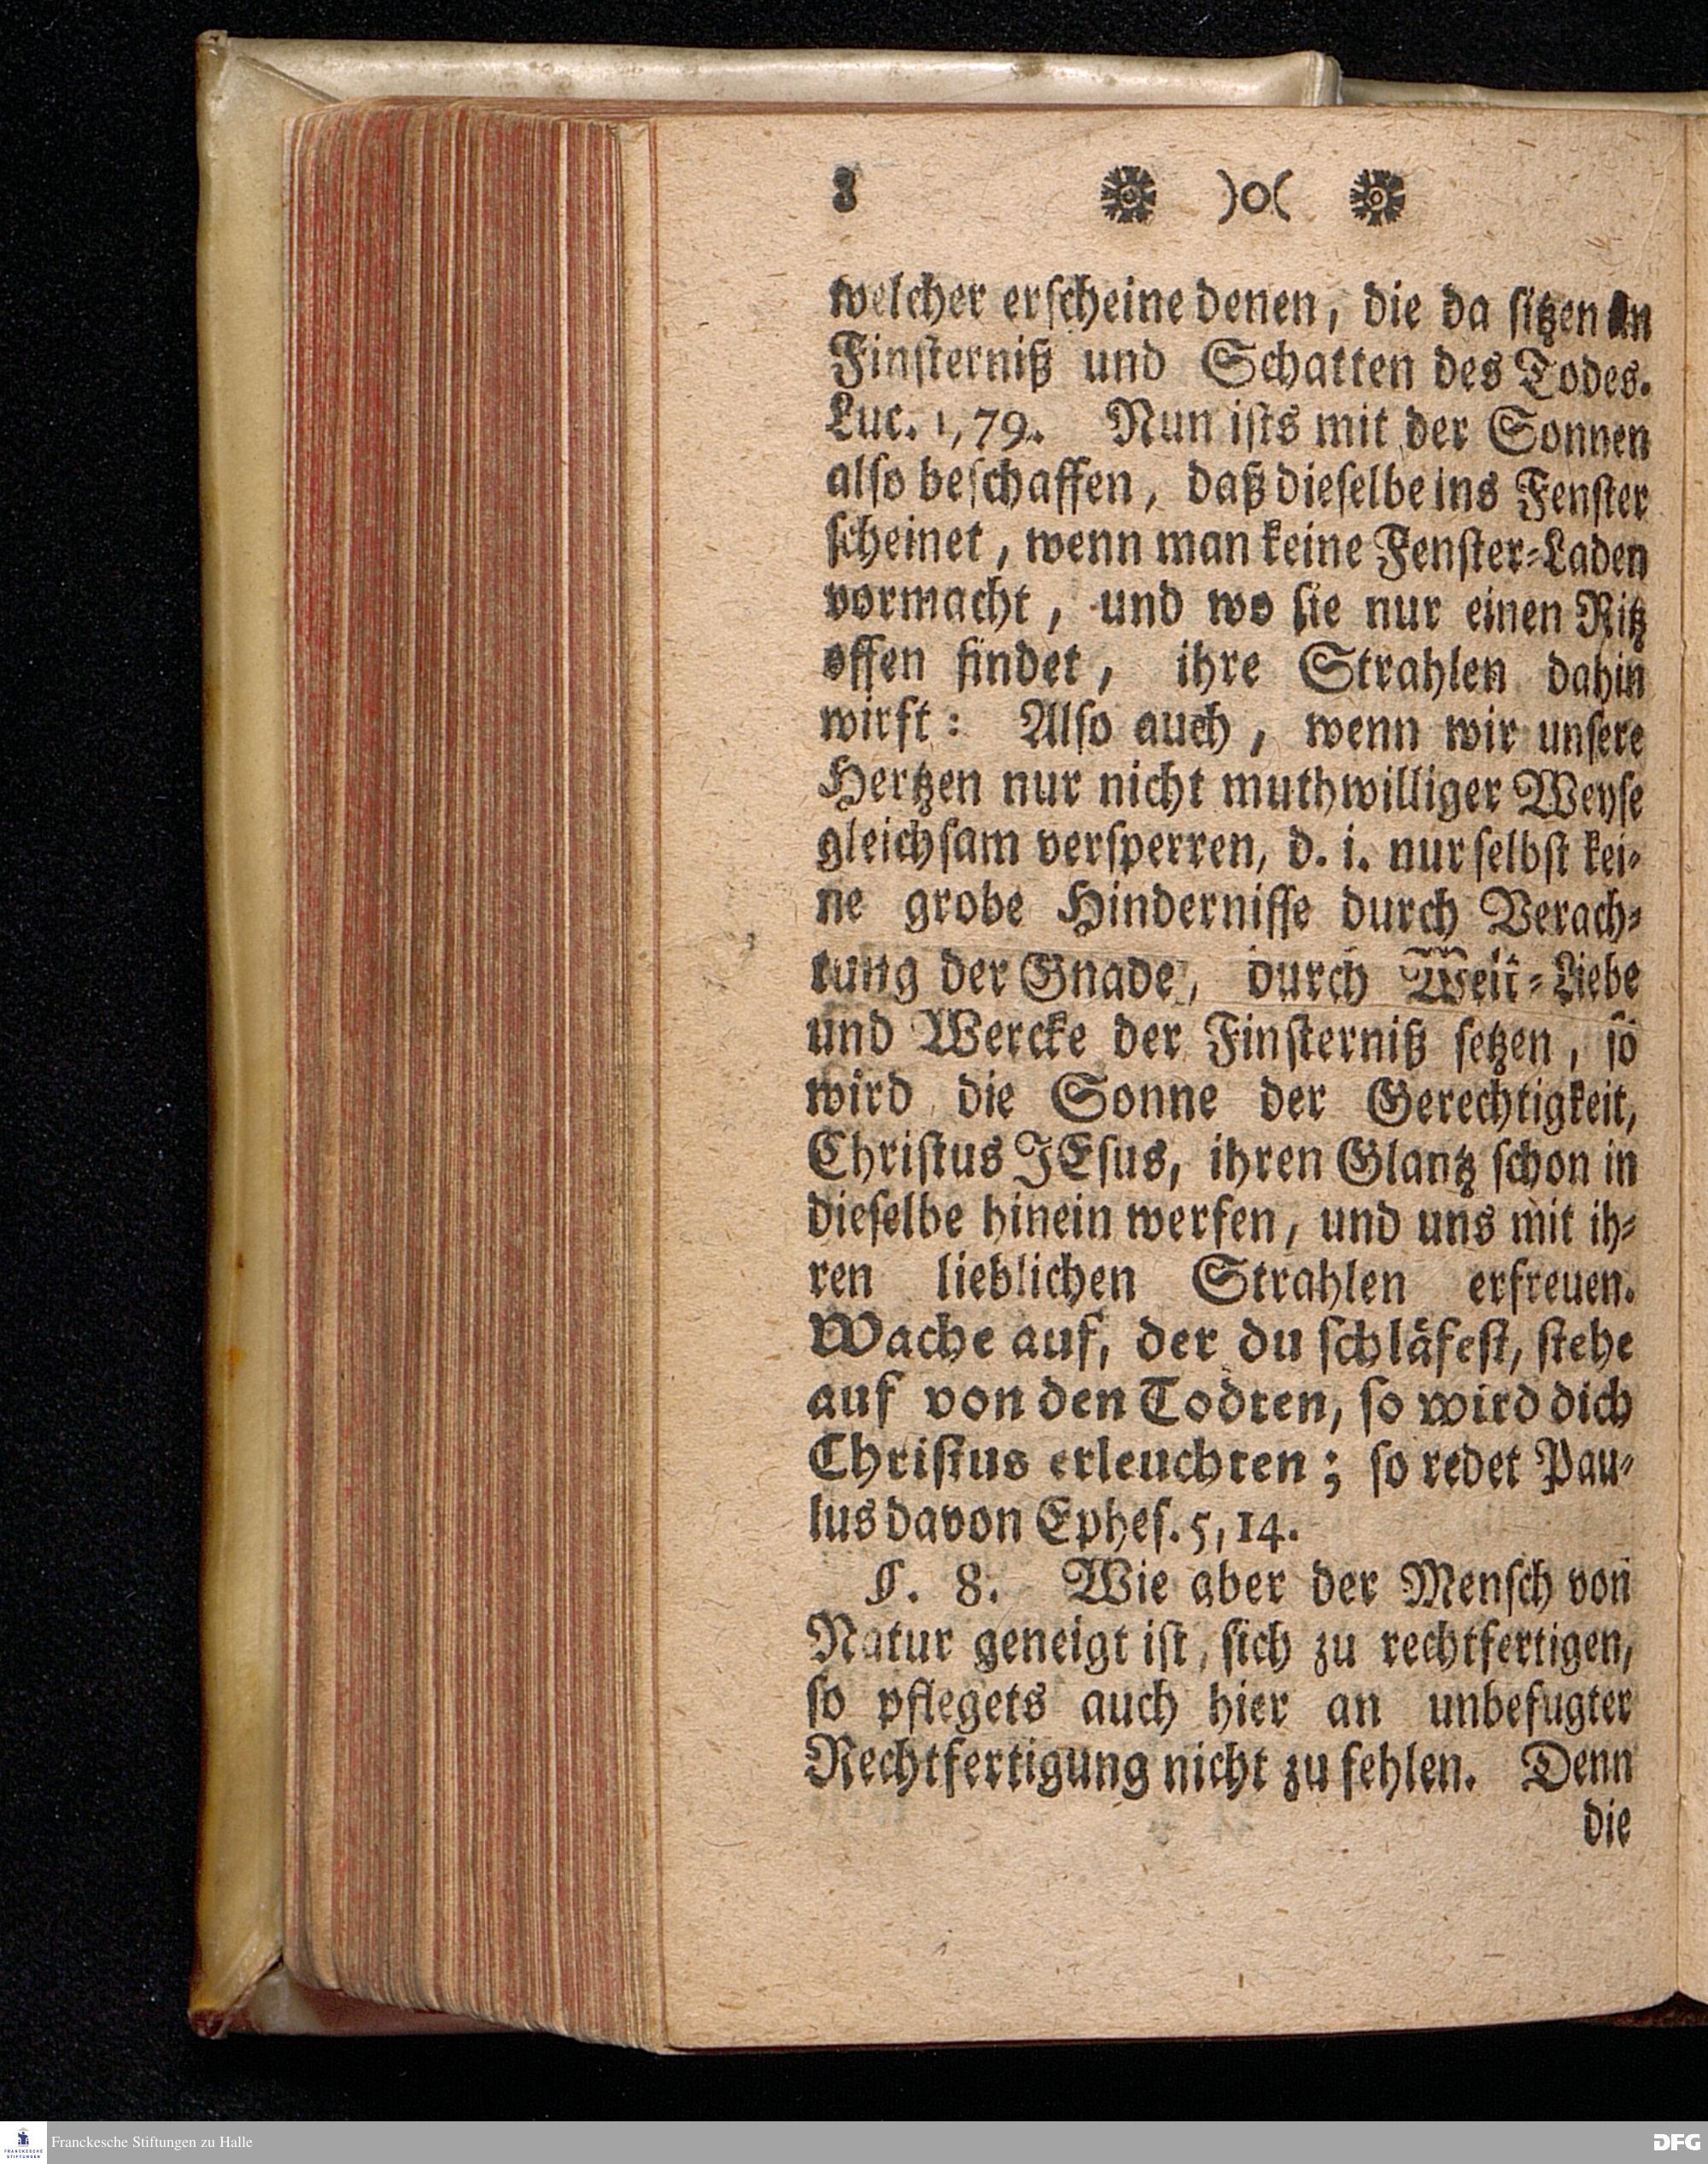 8 )o(
welcher erscheine denen, die da sitzen in
Finsterniß und Schatten des Todes.
Luc. 1, 79. Nun ists mit der Sonnen
also beschaffen, daß dieselbe ins Fenster
scheinet, wenn man keine Fenster-Laden
vormacht, und wo sie nur einen Ritz
offen findet, ihre Strahlen dahin
wirft: Also auch, wenn wir unsere
Hertzen nur nicht muthwilliger Weyse
gleichsam versperren, d. i. nur selbst kei-
ne grobe Hindernisse durch Verach-
tung der Gnade, durch Welt-Liebe
und Wercke der Finsterniß setzen, so
wird die Sonne der Gerechtigkeit,
Christus JEsus, ihren Glantz schon in
dieselbe hinein werfen, und uns mit ih-
ren lieblichen Strahlen erfreuen.
Wache auf, der du schläfest, stehe
auf von den Todten, so wird dich
Christus erleuchten; so redet Pau-
lus davon Ephes. 5, 14.
§. 8. Wie aber der Mensch von
Natur geneigt ist, sich zu rechtfertigen,
so pflegets auch hier an unbefugter
Rechtfertigung nicht zu fehlen. Denn
die
FRANCKESCHE
STIFTUNGEN
Franckesche Stiftungen zu Halle
DFG